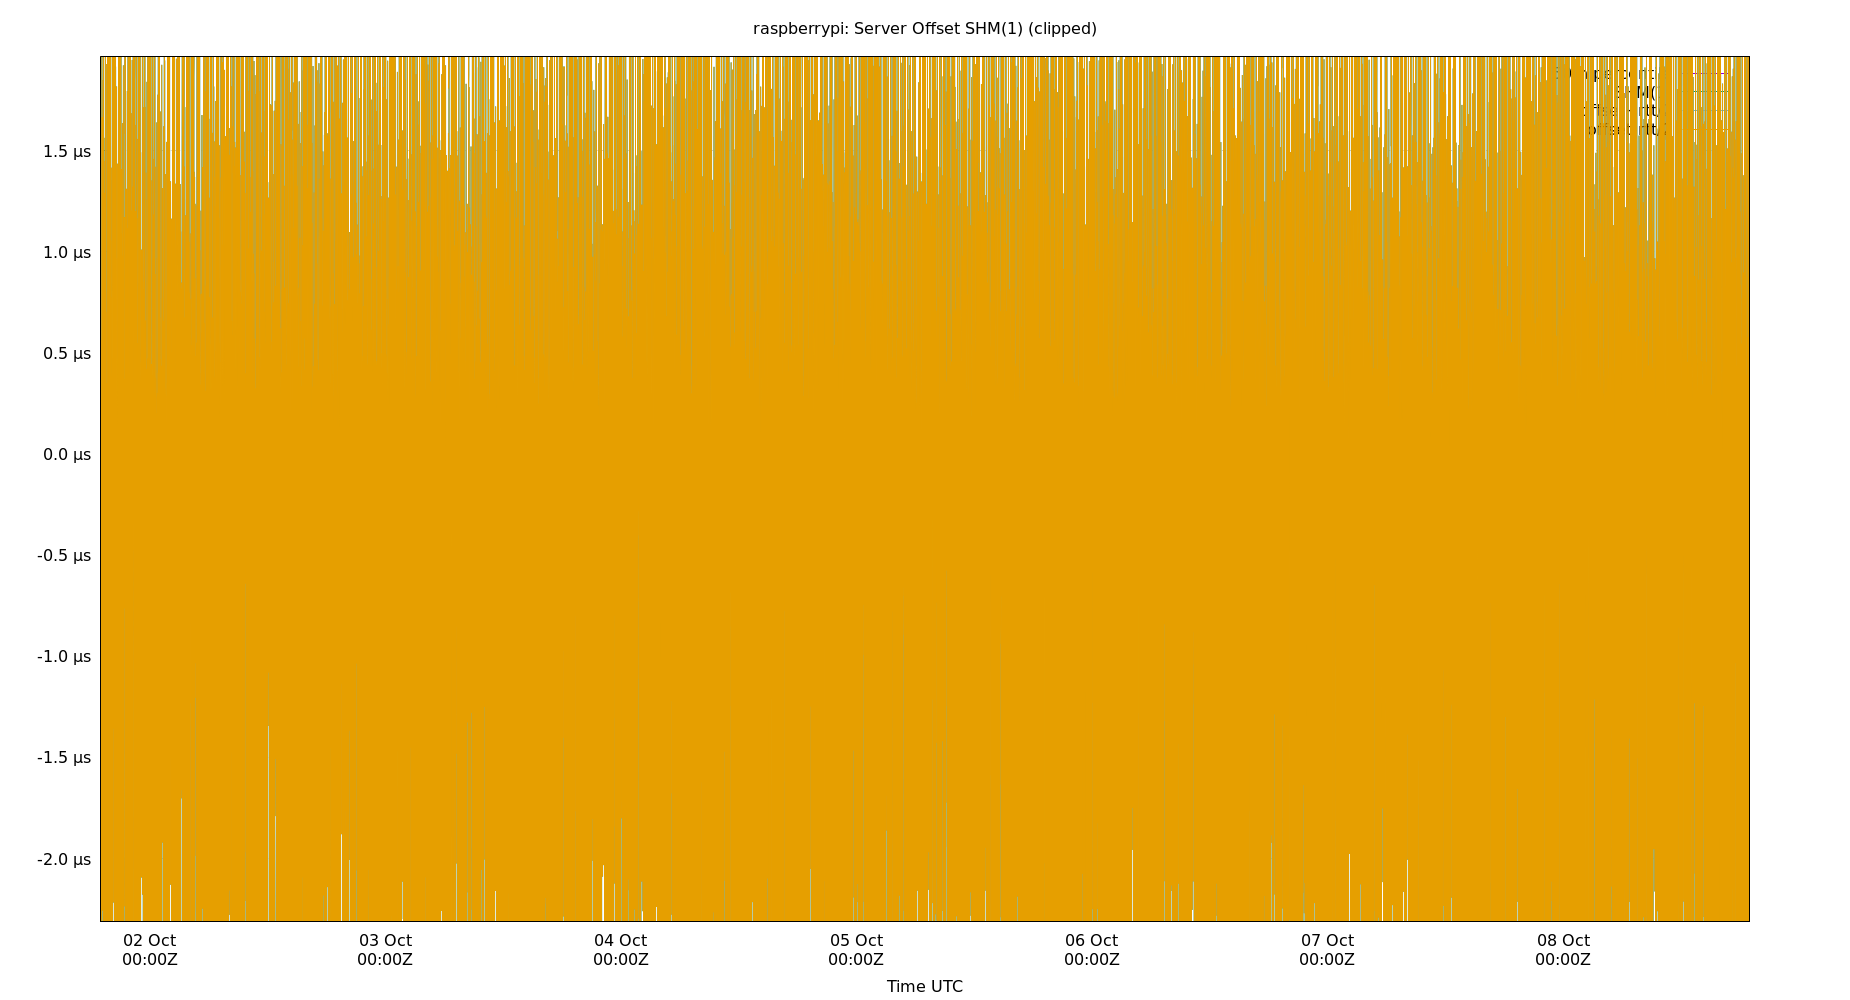 raspberrypi: Server Offset SHM(1) (clipped)
1.5 µs
1.0 µs
0.5 µs
0.0 µs
-0.5 µs
-1.0 µs
-1.5 µs
-2.0 µs
02 Oct 03 Oct 04 Oct 05 Oct 06 Oct 07 Oct 08 Oct
00:00Z 00:00Z 00:00Z 00:00Z 00:00Z 00:00Z 00:00Z
Time UTC